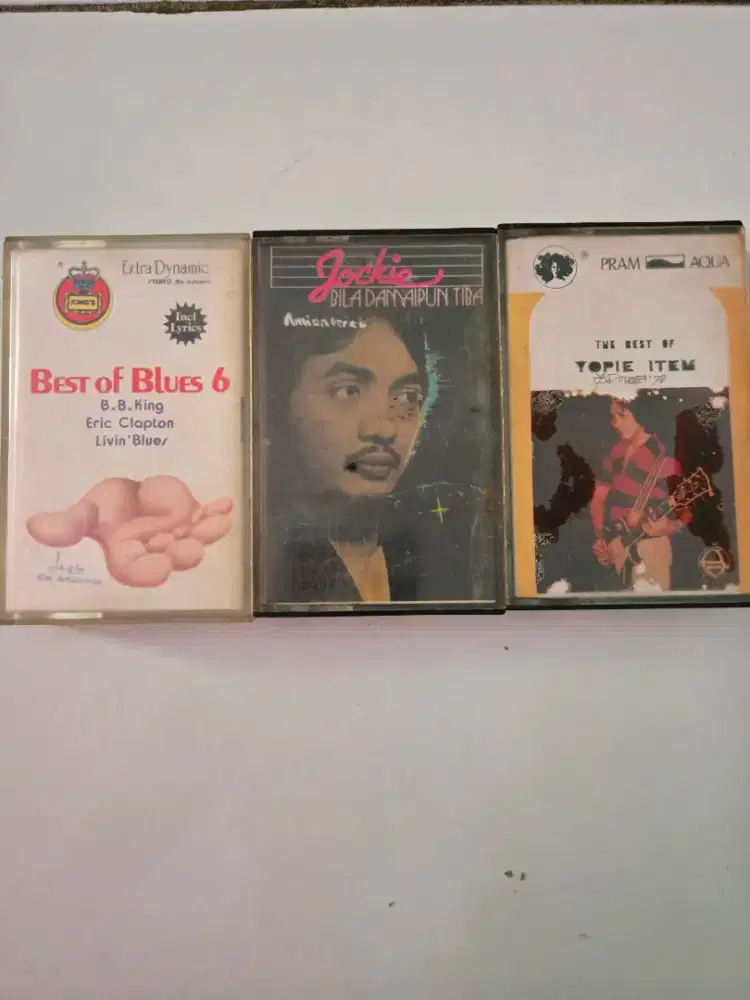 KING'S
®
Extra Dynamic
STEREO
Incl
Lyrics
BEST OF BLUES 6
B.B.King
Eric Clapton
Livin' Blues
Jockie
BILA DAMAIPUN TIBA
®
PRAM AQUA
THE BEST OF
YOPIE ITEM